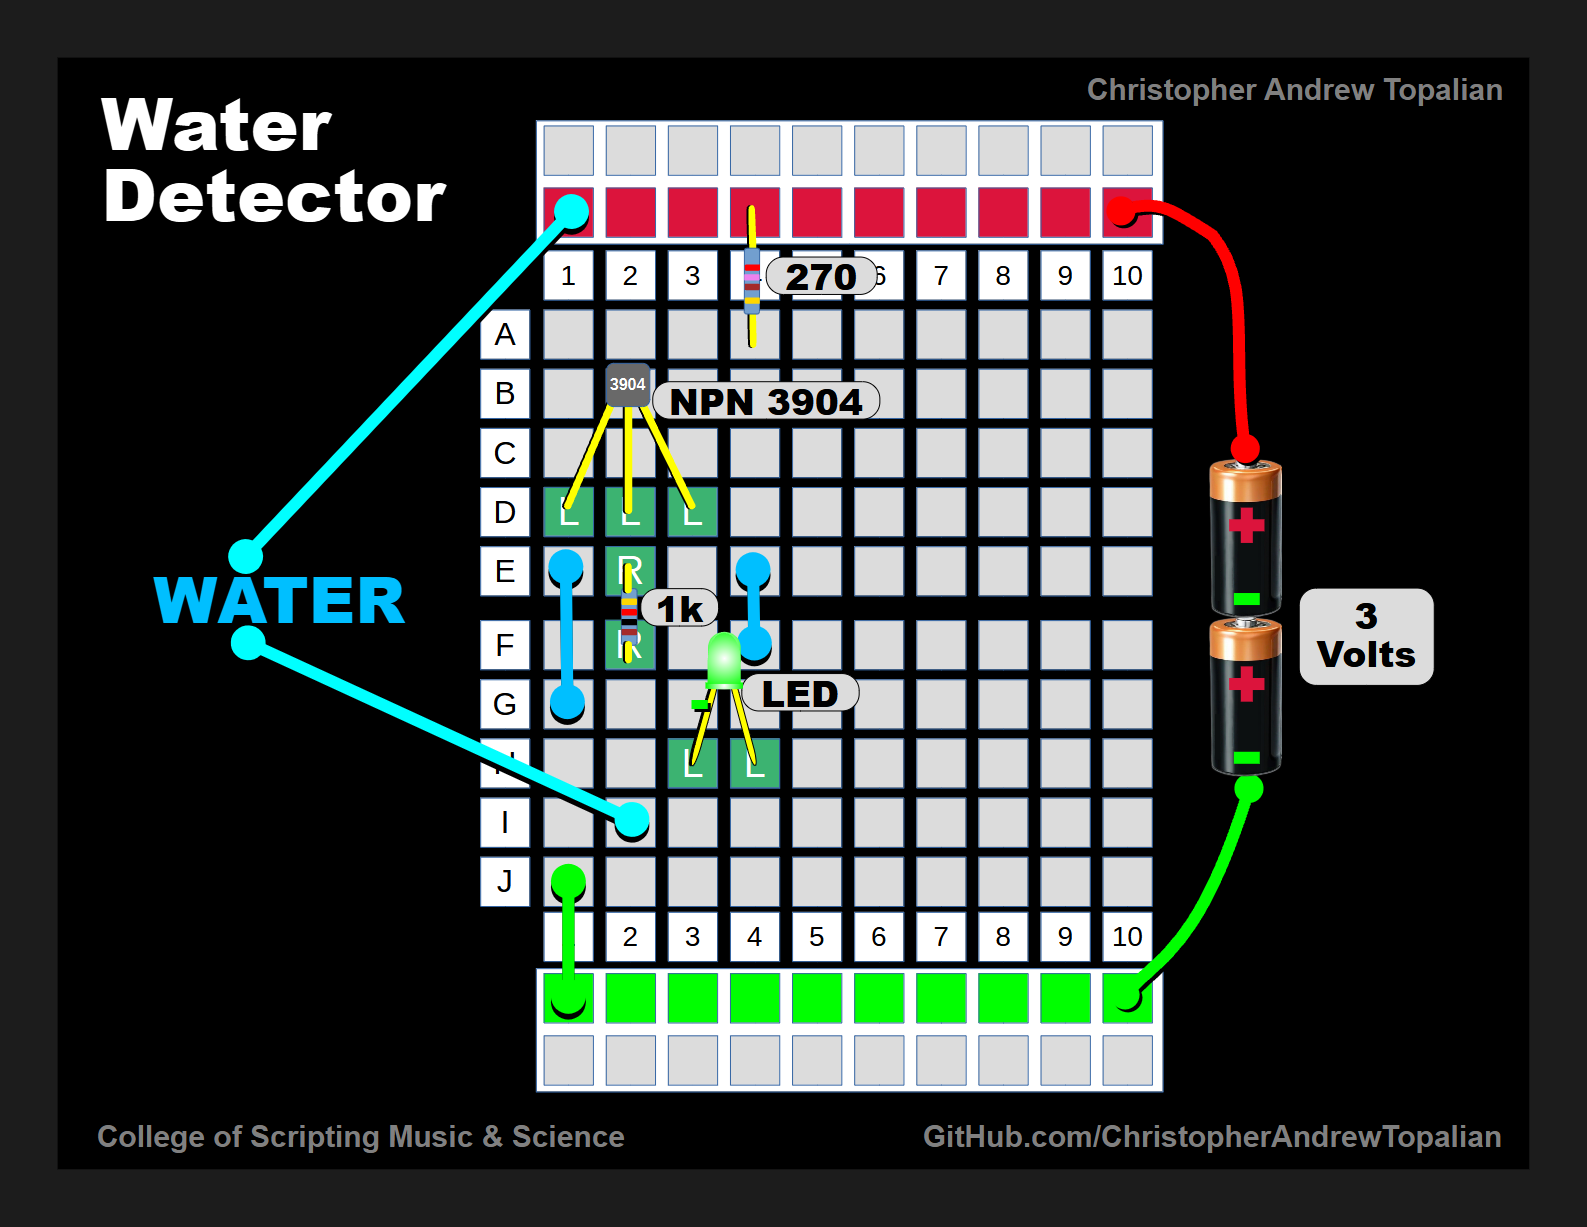 Christopher Andrew Topalian
Water
Detector
1 2 3 6 7 8 9 10
270
A
B
3904
NPN 3904
C
D L L L
E R
1k
WATER
F R
G
LED
H L L
I
J
3
Volts
2 3 4 5 6 7 8 9 10
College of Scripting Music & Science
GitHub.com/ChristopherAndrewTopalian